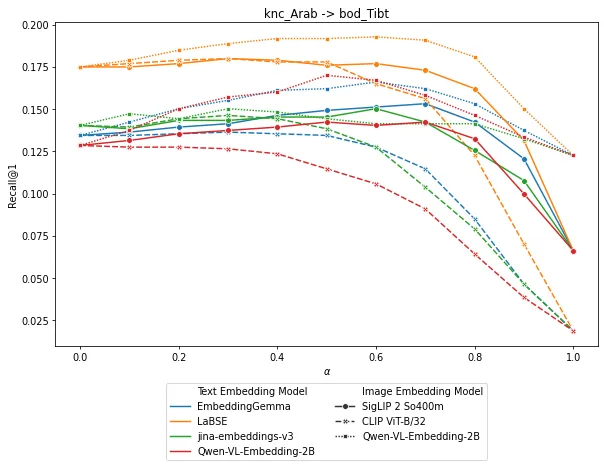 knc_Arab -> bod_Tibt
0.200
0.175
0.150
0.125
0.100
0.075
0.050
0.025
Recall@1
0.0 0.2 0.4 0.6 0.8 1.0
α
Text Embedding Model
EmbeddingGemma
LaBSE
jina-embeddings-v3
Qwen-VL-Embedding-2B
Image Embedding Model
SigLIP 2 So400m
CLIP ViT-B/32
Qwen-VL-Embedding-2B